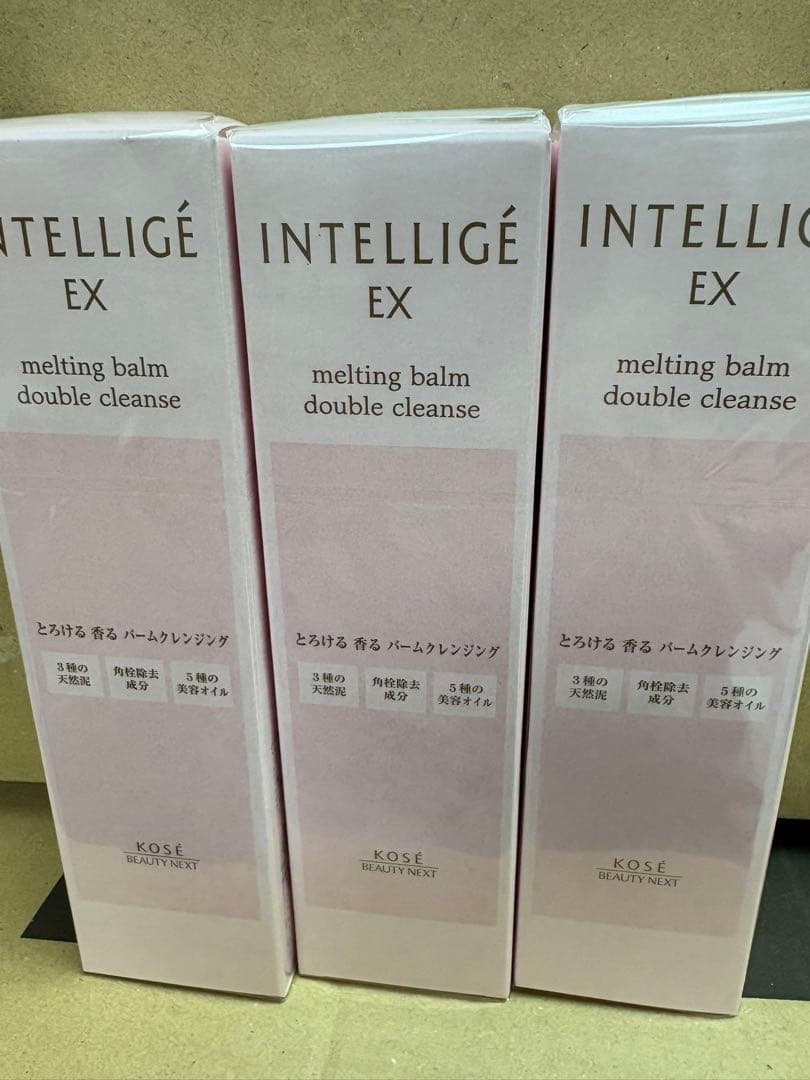 NTELLIGÉ
EX
melting balm
double cleanse
とろける 香る バームクレンジング
3種の
天然泥
角栓除去
成分
5種の
美容オイル
KOSÉ
BEAUTY NEXT
INTELLIGÉ
EX
melting balm
double cleanse
とろける 香る バームクレンジング
3種の
天然泥
角栓除去
成分
5種の
美容オイル
KOSÉ
BEAUTY NEXT
INTELLIG
EX
melting balm
double cleanse
とろける 香る バームクレンジング
3種の
天然泥
角栓除去
成分
5種の
美容オイル
KOSÉ
BEAUTY NEXT